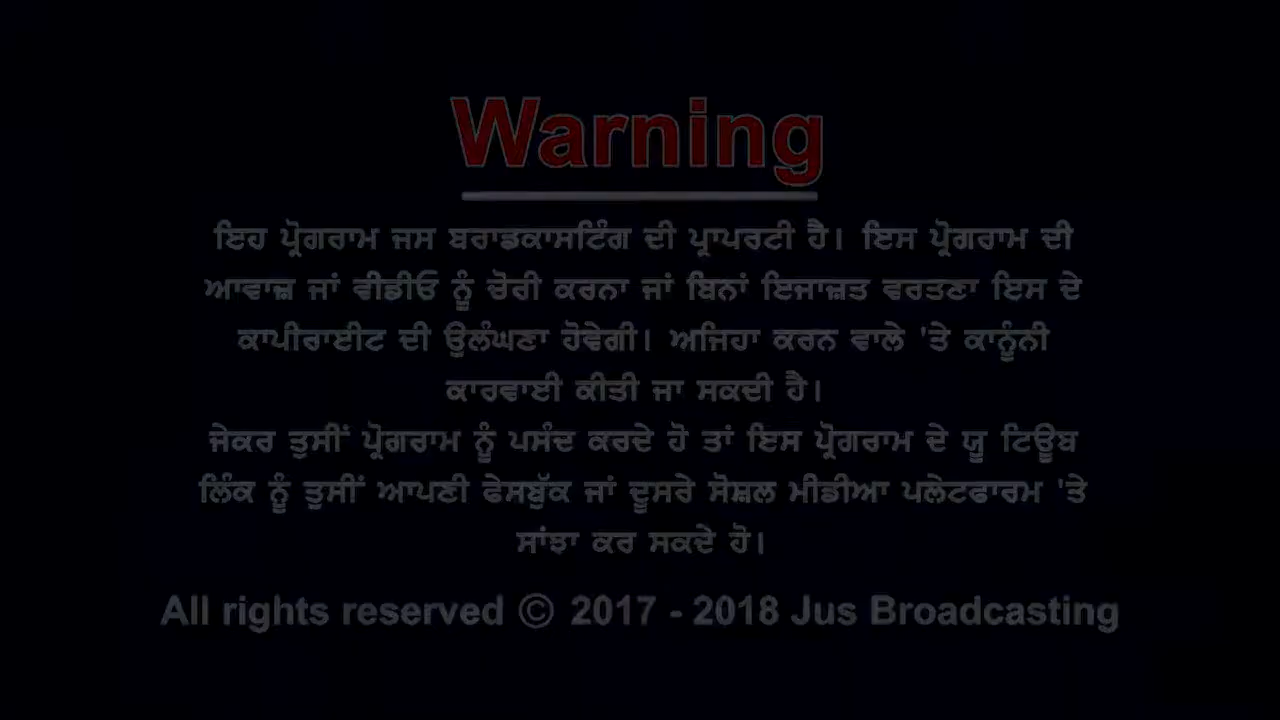 Warning
ਇਹ ਪ੍ਰੋਗਰਾਮ ਜਸ ਬਰਾਡਕਾਸਟਿੰਗ ਦੀ ਪ੍ਰਾਪਰਟੀ ਹੈ। ਇਸ ਪ੍ਰੋਗਰਾਮ ਦੀ
ਆਵਾਜ਼ ਜਾਂ ਵੀਡੀਓ ਨੂੰ ਚੋਰੀ ਕਰਨਾ ਜਾਂ ਬਿਨਾਂ ਇਜਾਜ਼ਤ ਵਰਤਣਾ ਇਸ ਦੇ
ਕਾਪੀਰਾਈਟ ਦੀ ਉਲੰਘਣਾ ਹੋਵੇਗੀ। ਅਜਿਹਾ ਕਰਨ ਵਾਲੇ 'ਤੇ ਕਾਨੂੰਨੀ
ਕਾਰਵਾਈ ਕੀਤੀ ਜਾ ਸਕਦੀ ਹੈ।
ਜੇਕਰ ਤੁਸੀਂ ਪ੍ਰੋਗਰਾਮ ਨੂੰ ਪਸੰਦ ਕਰਦੇ ਹੋ ਤਾਂ ਇਸ ਪ੍ਰੋਗਰਾਮ ਦੇ ਯੂ ਟਿਊਬ
ਲਿੰਕ ਨੂੰ ਤੁਸੀਂ ਆਪਣੀ ਫੇਸਬੁੱਕ ਜਾਂ ਦੂਸਰੇ ਸੋਸ਼ਲ ਮੀਡੀਆ ਪਲੇਟਫਾਰਮ 'ਤੇ
ਸਾਂਝਾ ਕਰ ਸਕਦੇ ਹੋ।
All rights reserved © 2017 - 2018 Jus Broadcasting